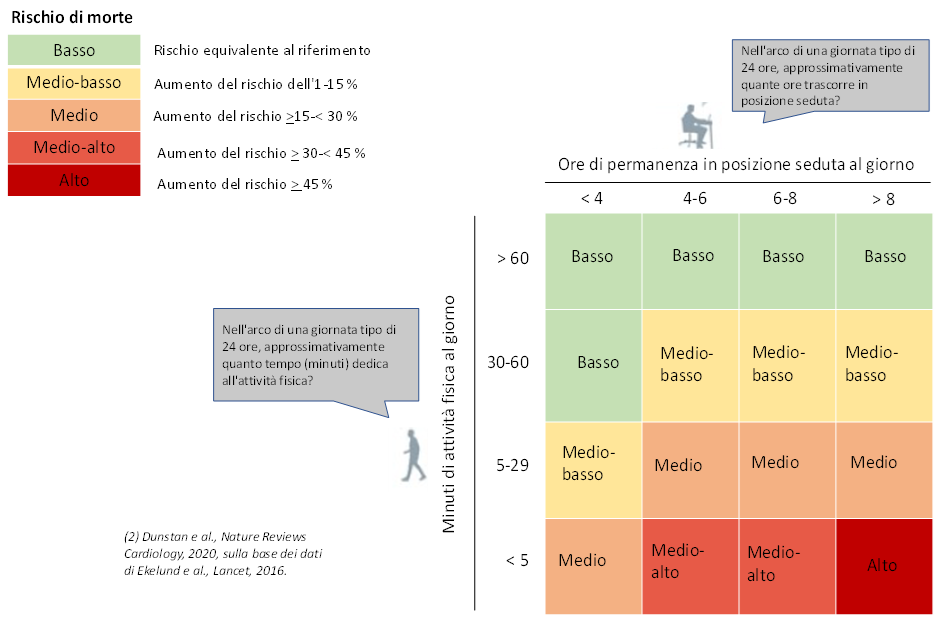 Rischio di morte
Basso
Rischio equivalente al riferimento
Medio-basso
Aumento del rischio dell'1-15 %
Medio
Aumento del rischio ≥15-< 30 %
Medio-alto
Aumento del rischio ≥ 30-< 45 %
Alto
Aumento del rischio ≥ 45 %
Nell'arco di una giornata tipo di
24 ore, approssimativamente
quante ore trascorre in
posizione seduta?
Ore di permanenza in posizione seduta al giorno
< 4 4-6 6-8 > 8
> 60 Basso Basso Basso Basso
Nell'arco di una giornata tipo di
24 ore, approssimativamente
quanto tempo (minuti) dedica
all'attività fisica?
Minuti di attività fisica al giorno
30-60 Basso
Medio-
basso
Medio-
basso
Medio-
basso
5-29
Medio-
basso
Medio Medio Medio
< 5 Medio
Medio-
alto
Medio-
alto
Alto
(2) Dunstan e al., Nature Reviews
Cardiology, 2020, sulla base dei dati
di Ekelund e al., Lancet, 2016.